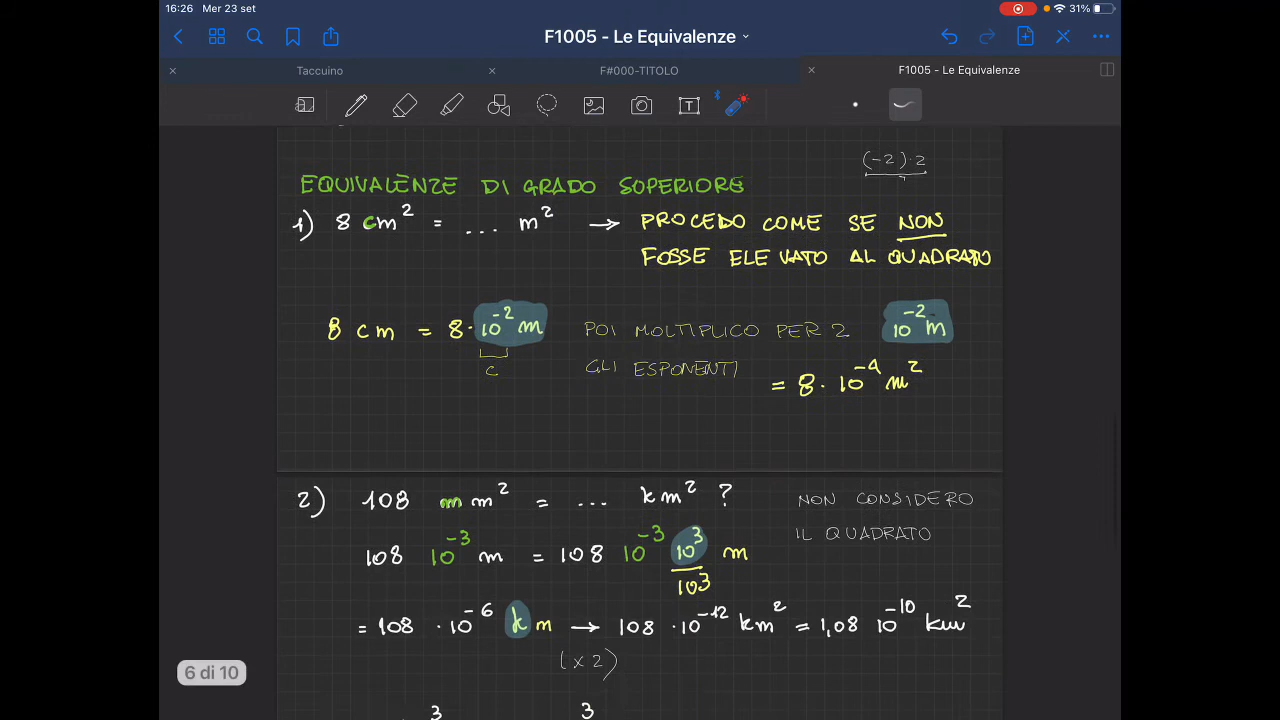 16:26 Mer 23 set
31%
F1005 - Le Equivalenze
Taccuino
F#000-TITOLO
F1005 - Le Equivalenze
(-2)·2
EQUIVALENZE DI GRADO SUPERIORE
1) 8 cm² = ... m² → PROCEDO COME SE NON
FOSSE ELEVATO AL QUADRATO
8 cm = 8·10⁻² m POI MOLTIPLICO PER 2 10⁻² m
c
GLI ESPONENTI
= 8·10⁻⁴ m²
2) 108 mm² = ... km² ? NON CONSIDERO
IL QUADRATO
108 10⁻³ m = 108 10⁻³ 10³/10³ m
= 108·10⁻⁶ km → 108·10⁻¹² km² = 1,08 10⁻¹⁰ km²
(x2)
6 di 10
3 3